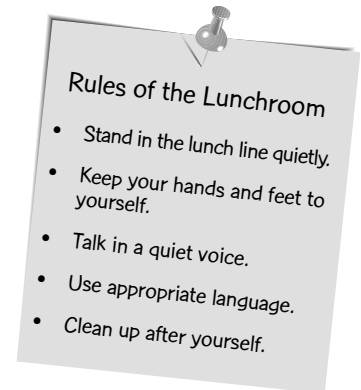 Rules of the Lunchroom
• Stand in the lunch line quietly.
• Keep your hands and feet to
yourself.
• Talk in a quiet voice.
• Use appropriate language.
• Clean up after yourself.